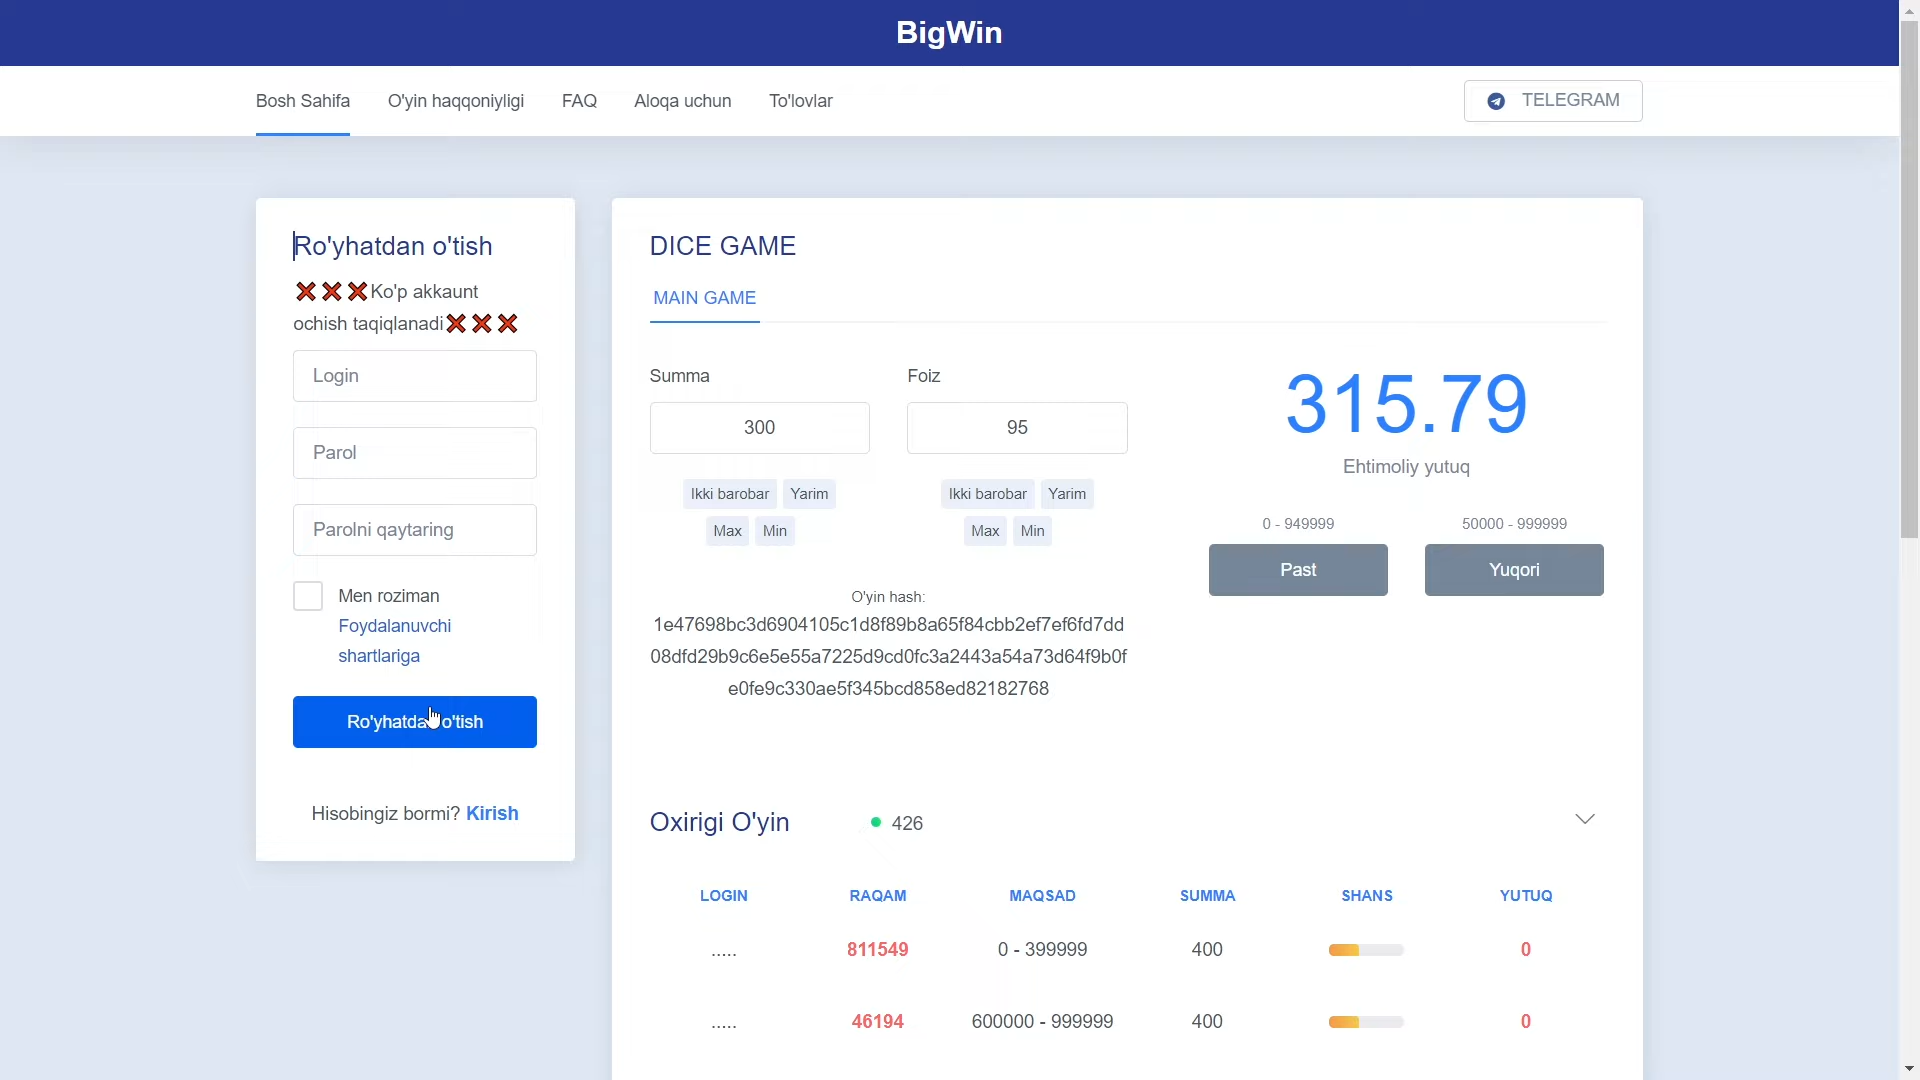 BigWin
Bosh Sahifa
O'yin haqqoniyligi
FAQ
Aloqa uchun
To'lovlar
TELEGRAM
Ro'yhatdan o'tish
❌❌❌Ko'p akkaunt
ochish taqiqlanadi❌❌❌
Login
Parol
Parolni qaytaring
Men roziman
Foydalanuvchi
shartlariga
Ro'yhatdan o'tish
Hisobingiz bormi? Kirish
DICE GAME
MAIN GAME
Summa
Foiz
300
95
Ikki barobar Yarim
Max Min
Ikki barobar Yarim
Max Min
315.79
Ehtimoliy yutuq
0 - 949999
50000 - 999999
Past
Yuqori
O'yin hash:
1e47698bc3d6904105c1d8f89b8a65f84cbb2ef7ef6fd7dd
08dfd29b9c6e5e55a7225d9cd0fc3a2443a54a73d64f9b0f
e0fe9c330ae5f345bcd858ed82182768
Oxirigi O'yin
426
LOGIN RAQAM MAQSAD SUMMA SHANS YUTUQ
..... 811549 0 - 399999 400 0
..... 46194 600000 - 999999 400 0